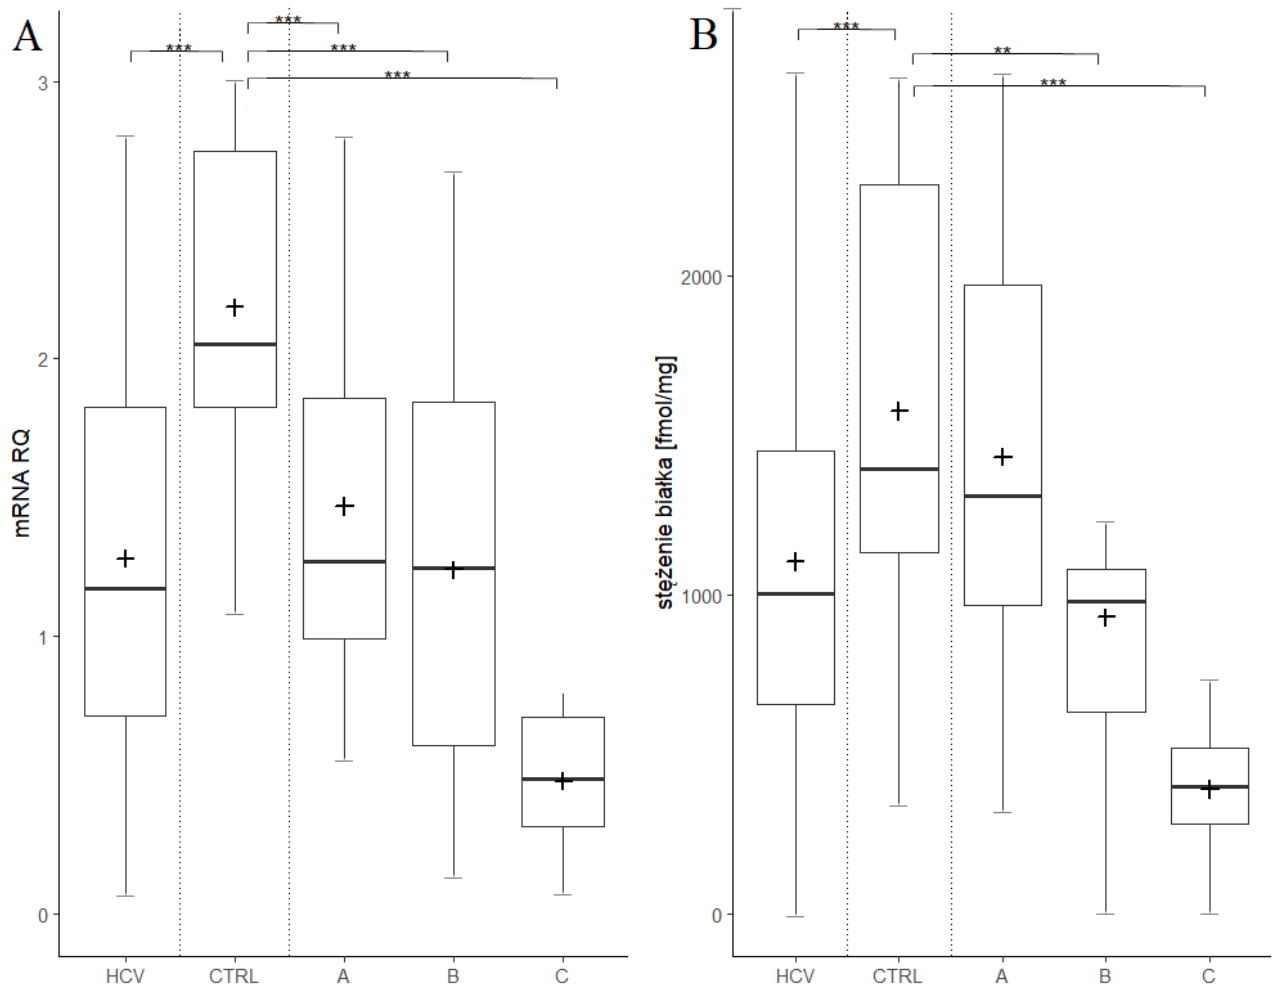 A
***
***
***
***
3
2
1
0
mRNA RQ
HCV CTRL A B C
B
***
**
***
2000
1000
0
stężenie białka [fmol/mg]
HCV CTRL A B C